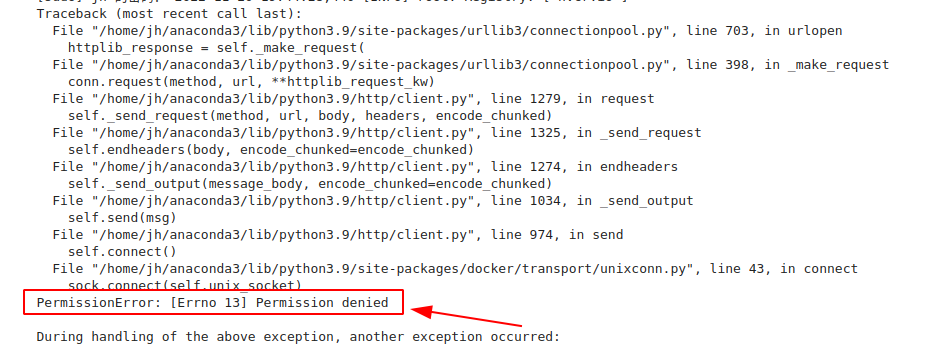 Traceback (most recent call last):
File "/home/jh/anaconda3/lib/python3.9/site-packages/urllib3/connectionpool.py", line 703, in urlopen
httplib_response = self._make_request(
File "/home/jh/anaconda3/lib/python3.9/site-packages/urllib3/connectionpool.py", line 398, in _make_request
conn.request(method, url, **httplib_request_kw)
File "/home/jh/anaconda3/lib/python3.9/http/client.py", line 1279, in request
self._send_request(method, url, body, headers, encode_chunked)
File "/home/jh/anaconda3/lib/python3.9/http/client.py", line 1325, in _send_request
self.endheaders(body, encode_chunked=encode_chunked)
File "/home/jh/anaconda3/lib/python3.9/http/client.py", line 1274, in endheaders
self._send_output(message_body, encode_chunked=encode_chunked)
File "/home/jh/anaconda3/lib/python3.9/http/client.py", line 1034, in _send_output
self.send(msg)
File "/home/jh/anaconda3/lib/python3.9/http/client.py", line 974, in send
self.connect()
File "/home/jh/anaconda3/lib/python3.9/site-packages/docker/transport/unixconn.py", line 43, in connect
sock.connect(self.unix_socket)
PermissionError: [Errno 13] Permission denied
During handling of the above exception, another exception occurred: